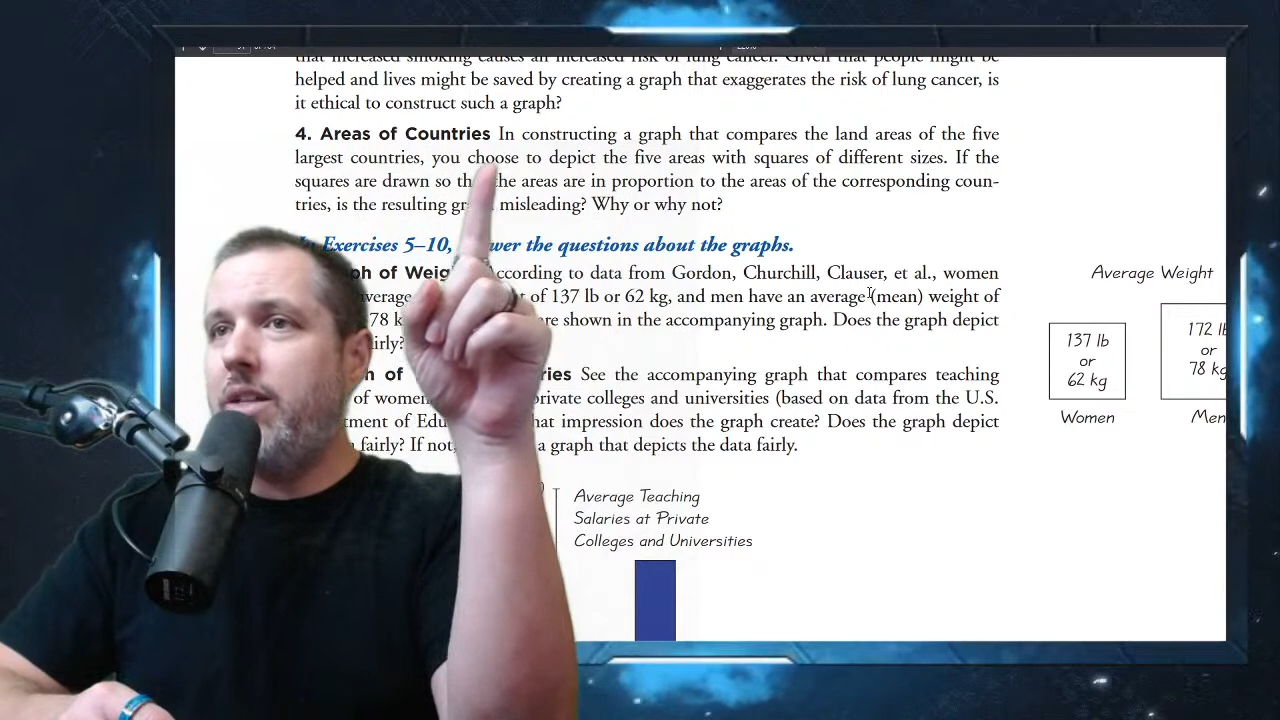 that increased smoking causes an increased risk of lung cancer. Given that people might be
helped and lives might be saved by creating a graph that exaggerates the risk of lung cancer, is
it ethical to construct such a graph?
4. Areas of Countries In constructing a graph that compares the land areas of the five
largest countries, you choose to depict the five areas with squares of different sizes. If the
squares are drawn so the areas are in proportion to the areas of the corresponding coun-
tries, is the resulting misleading? Why or why not?
Exercises 5–10, the questions about the graphs.
According to data from Gordon, Churchill, Clauser, et al., women
of 137 lb or 62 kg, and men have an average (mean) weight of
78 are shown in the accompanying graph. Does the graph depict
fairly?
of See the accompanying graph that compares teaching
of women private colleges and universities (based on data from the U.S.
of impression does the graph create? Does the graph depict
fairly? If not, a graph that depicts the data fairly.
Average Weight
137 lb
or
62 kg
Women
172 lb
or
78 kg
Men
Average Teaching
Salaries at Private
Colleges and Universities